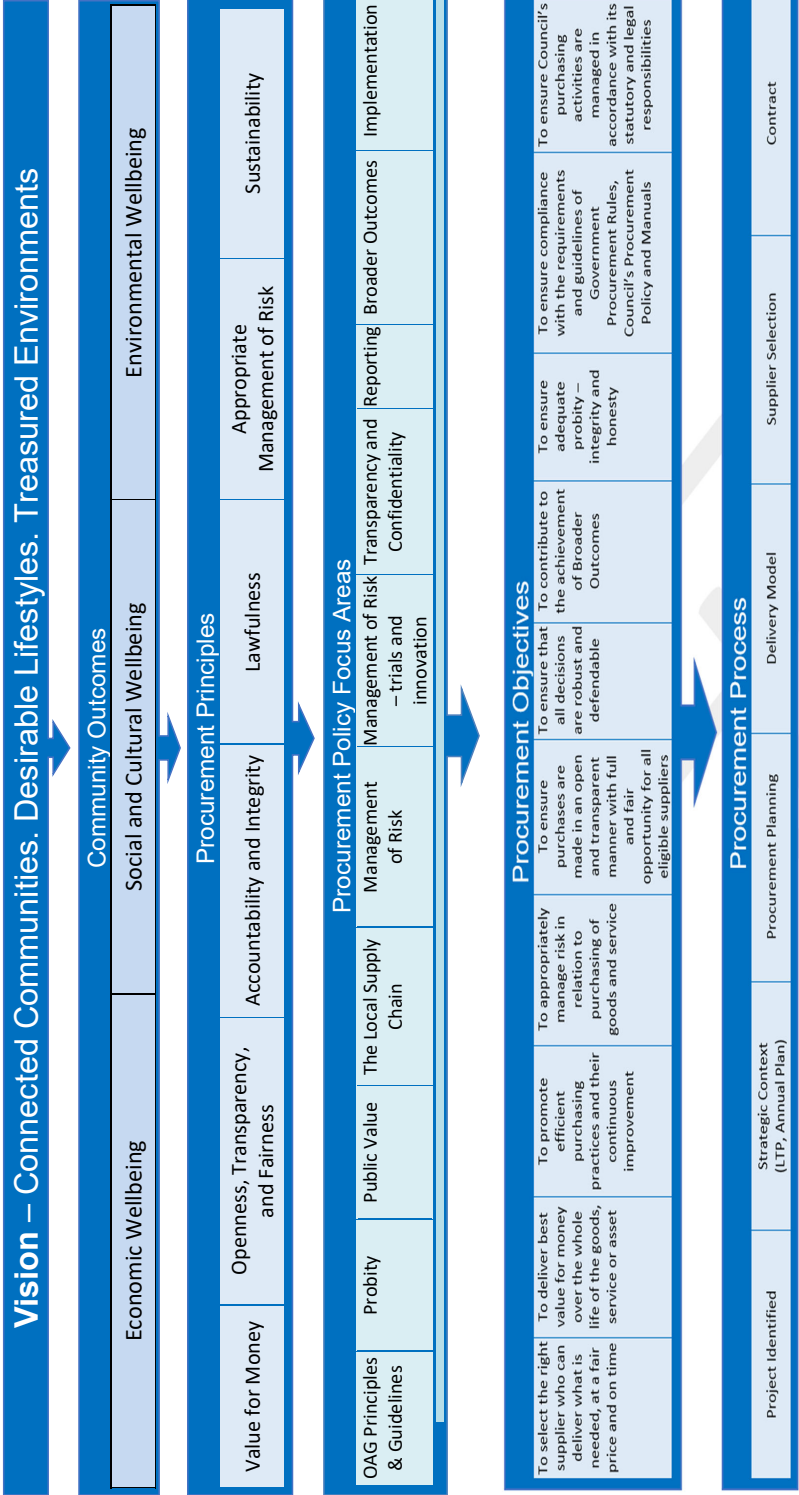 Vision – Connected Communities. Desirable Lifestyles. Treasured Environments
Community Outcomes
Economic Wellbeing
Social and Cultural Wellbeing
Environmental Wellbeing
Procurement Principles
Value for Money
Openness, Transparency,
and Fairness
Accountability and Integrity
Lawfulness
Appropriate
Management of Risk
Sustainability
Procurement Policy Focus Areas
OAG Principles
& Guidelines
Probity
Public Value
The Local Supply
Chain
Management
of Risk
Management of Risk
– trials and
innovation
Transparency and
Confidentiality
Reporting
Broader Outcomes
Implementation
Procurement Objectives
To select the right
supplier who can
deliver what is
needed, at a fair
price and on time
To deliver best
value for money
over the whole
life of the goods,
service or asset
To promote
efficient
purchasing
practices and their
continuous
improvement
To appropriately
manage risk in
relation to
purchasing of
goods and service
To ensure
purchases are
made in an open
and transparent
manner with full
and fair
opportunity for all
eligible suppliers
To ensure that
all decisions
are robust and
defendable
To contribute to
the achievement
of Broader
Outcomes
To ensure
adequate
probity –
integrity and
honesty
To ensure compliance
with the requirements
and guidelines of
Government
Procurement Rules,
Council's Procurement
Policy and Manuals
To ensure Council's
purchasing
activities are
managed in
accordance with its
statutory and legal
responsibilities
Procurement Process
Project Identified
Strategic Context
(LTP, Annual Plan)
Procurement Planning
Delivery Model
Supplier Selection
Contract